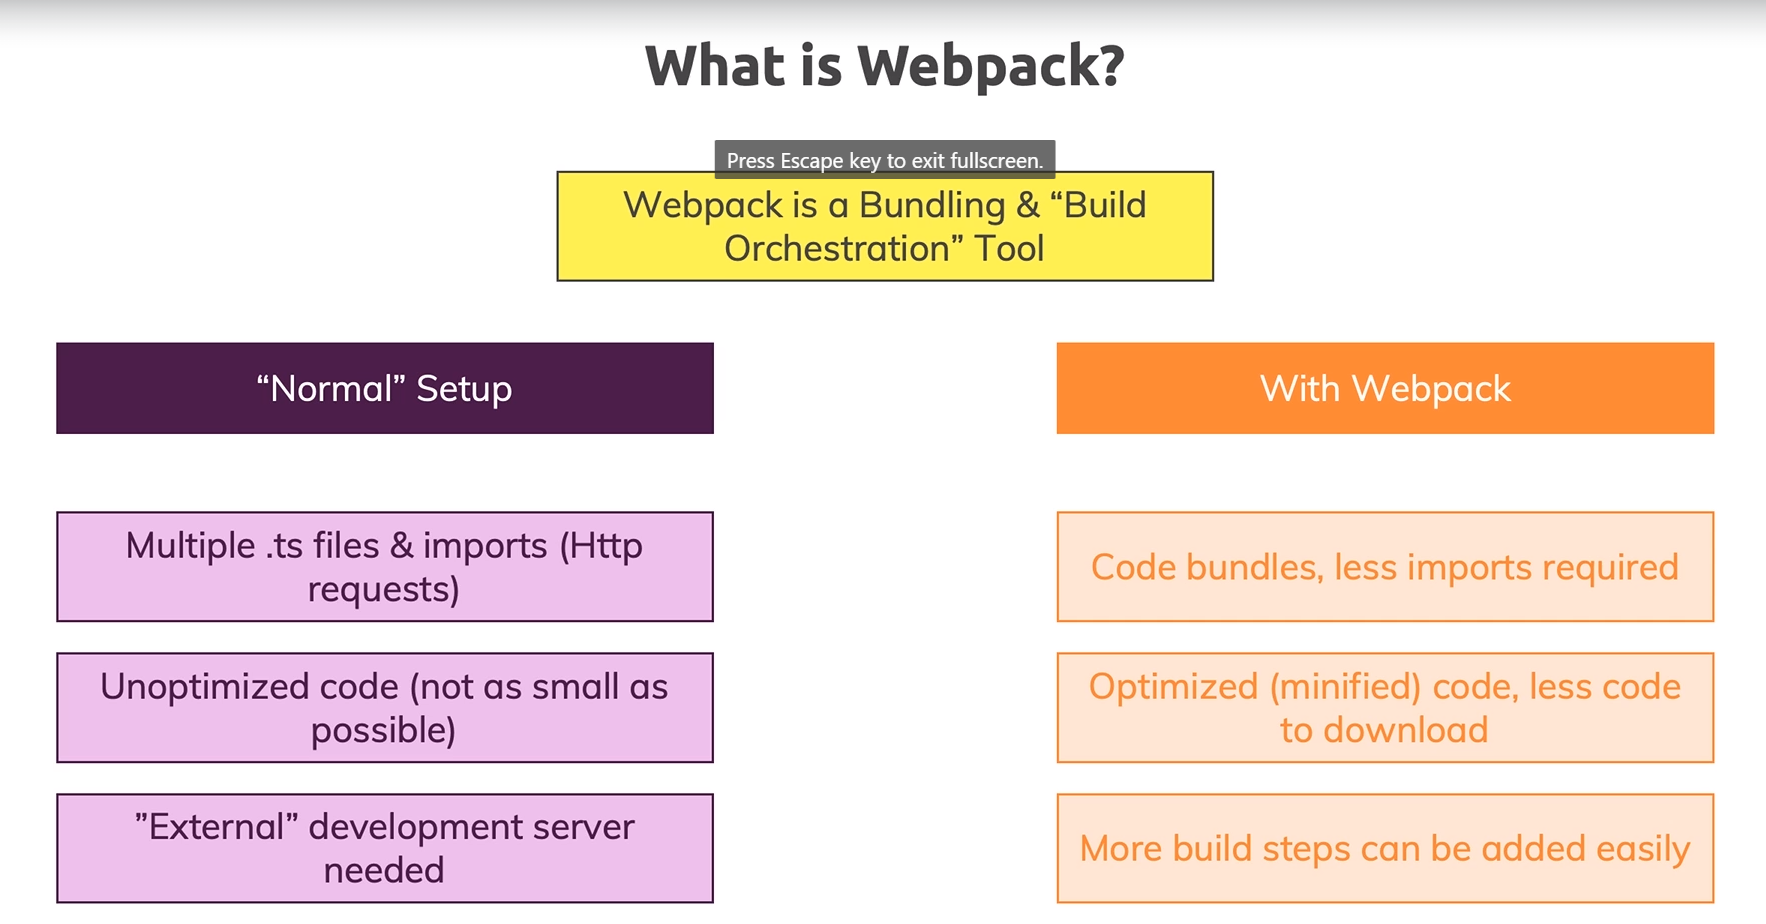 What is Webpack?
Press Escape key to exit fullscreen.
Webpack is a Bundling & “Build
Orchestration” Tool
“Normal” Setup
With Webpack
Multiple .ts files & imports (Http
requests)
Code bundles, less imports required
Unoptimized code (not as small as
possible)
Optimized (minified) code, less code
to download
”External” development server
needed
More build steps can be added easily